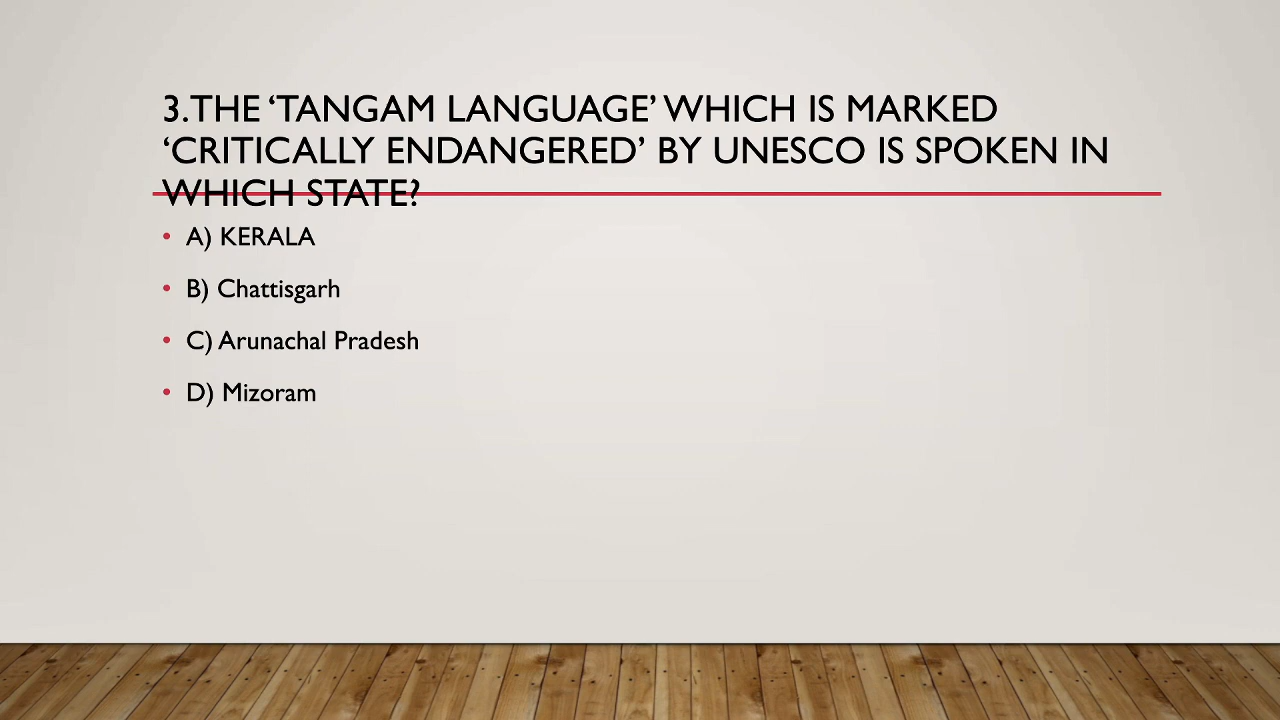 3.THE ‘TANGAM LANGUAGE’ WHICH IS MARKED
‘CRITICALLY ENDANGERED’ BY UNESCO IS SPOKEN IN
WHICH STATE?
• A) KERALA
• B) Chattisgarh
• C) Arunachal Pradesh
• D) Mizoram